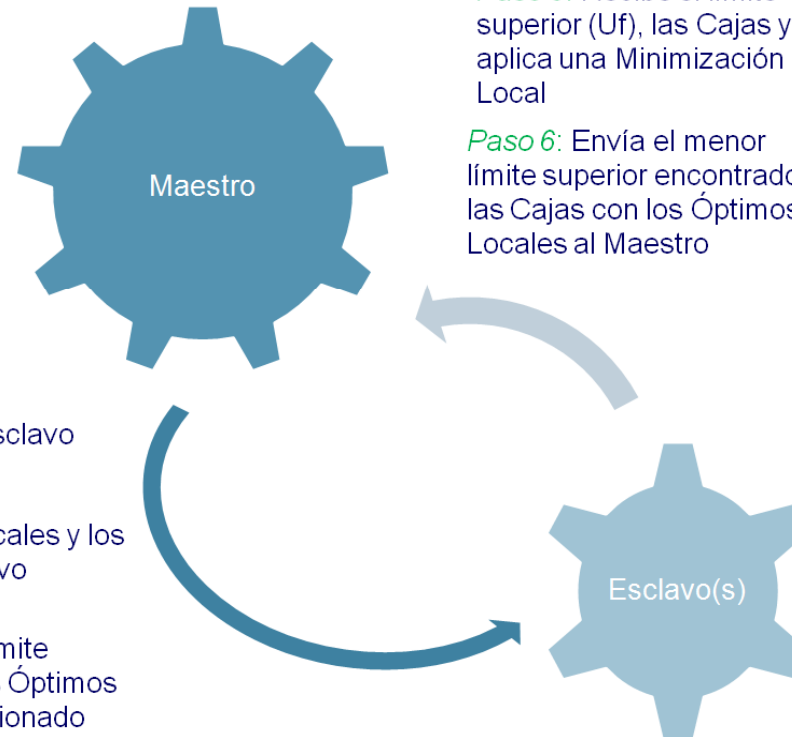 superior (Uf), las Cajas y
aplica una Minimización
Local
Paso 6: Envía el menor
límite superior encontrado
las Cajas con los Óptimos
Locales al Maestro
Maestro
sclavo
cales y los
vo
mite
Óptimos
ionado
Esclavo(s)